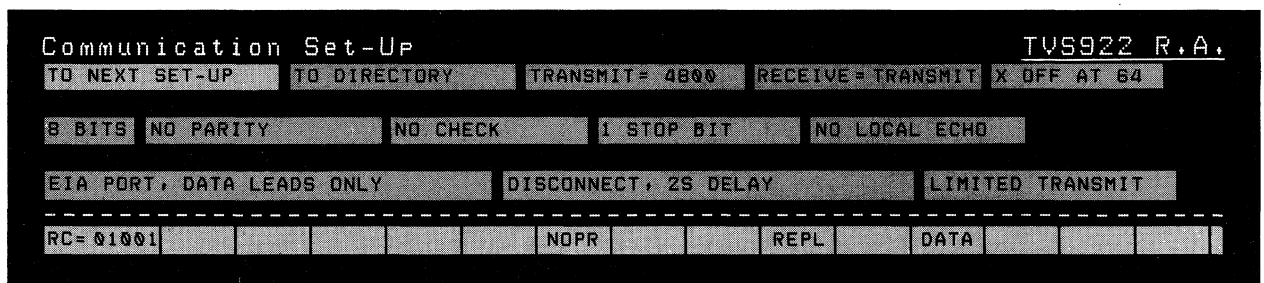 Communication Set-Up TVS922 R.A.
TO NEXT SET-UP TO DIRECTORY TRANSMIT= 4800 RECEIVE=TRANSMIT X OFF AT 64
8 BITS NO PARITY NO CHECK 1 STOP BIT NO LOCAL ECHO
EIA PORT, DATA LEADS ONLY DISCONNECT, 2S DELAY LIMITED TRANSMIT
RC= 01001 NOPR REPL DATA